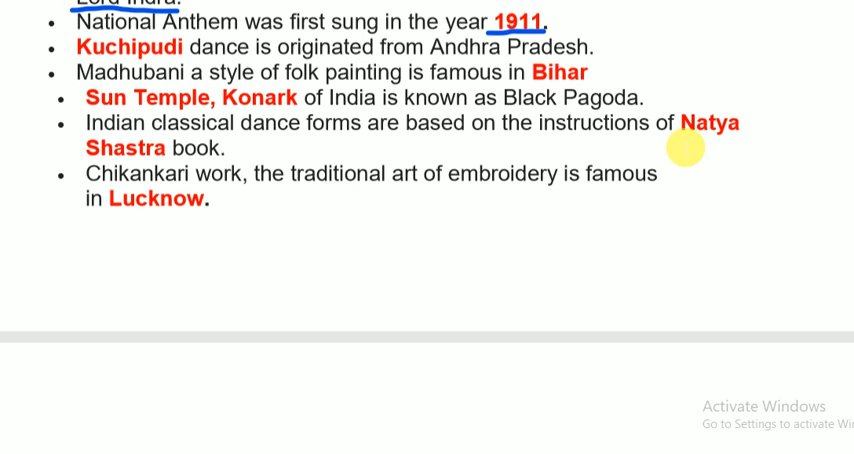 National Anthem was first sung in the year 1911.
Kuchipudi dance is originated from Andhra Pradesh.
Madhubani a style of folk painting is famous in Bihar
Sun Temple, Konark of India is known as Black Pagoda.
Indian classical dance forms are based on the instructions of Natya
Shastra book.
Chikankari work, the traditional art of embroidery is famous
in Lucknow.
Activate Windows
Go to Settings to activate